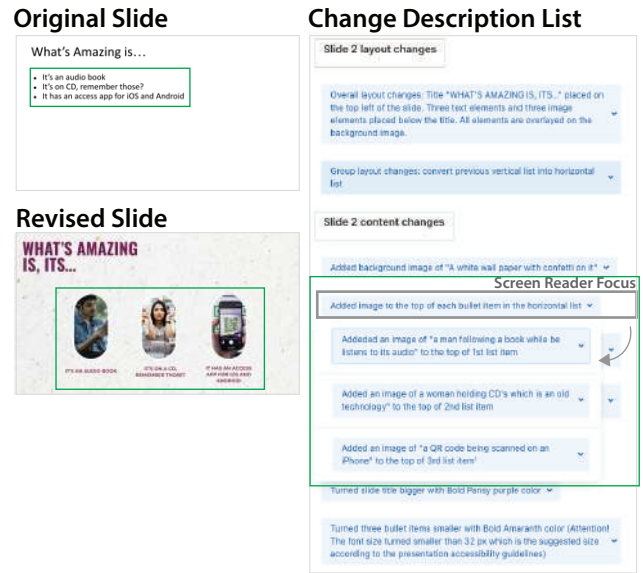 Original Slide
What's Amazing is...
• It's an audio book
• It's on CD, remember those?
• It has an access app for iOS and Android
Revised Slide
WHAT'S AMAZING
IS, ITS...
IT'S AN AUDIO BOOK
IT'S ON A CD,
REMEMBER THOSE?
IT HAS AN ACCESS
APP FOR IOS AND
ANDROID
Change Description List
Slide 2 layout changes
Overall layout changes: Title "WHAT'S AMAZING IS, ITS..." placed on
the top left of the slide. Three text elements and three image
elements placed below the title. All elements are overlayed on the
background image.
Group layout changes: convert previous vertical list into horizontal
list
Slide 2 content changes
Added background image of "A white wall paper with confetti on it"
Screen Reader Focus
Added image to the top of each bullet item in the horizontal list
Addeded an image of "a man following a book while be
listens to its audio" to the top of 1st list item
Added an image of a woman holding CD's which is an old
technology" to the top of 2nd list item
Added an image of "a QR code being scanned on an
iPhone" to the top of 3rd list item'
Turned slide title bigger with Bold Pansy purple color
Turned three bullet items smaller with Bold Amaranth color (Attention!
The font size turned smaller than 32 px which is the suggested size
according to the presentation accessibility guidelines)